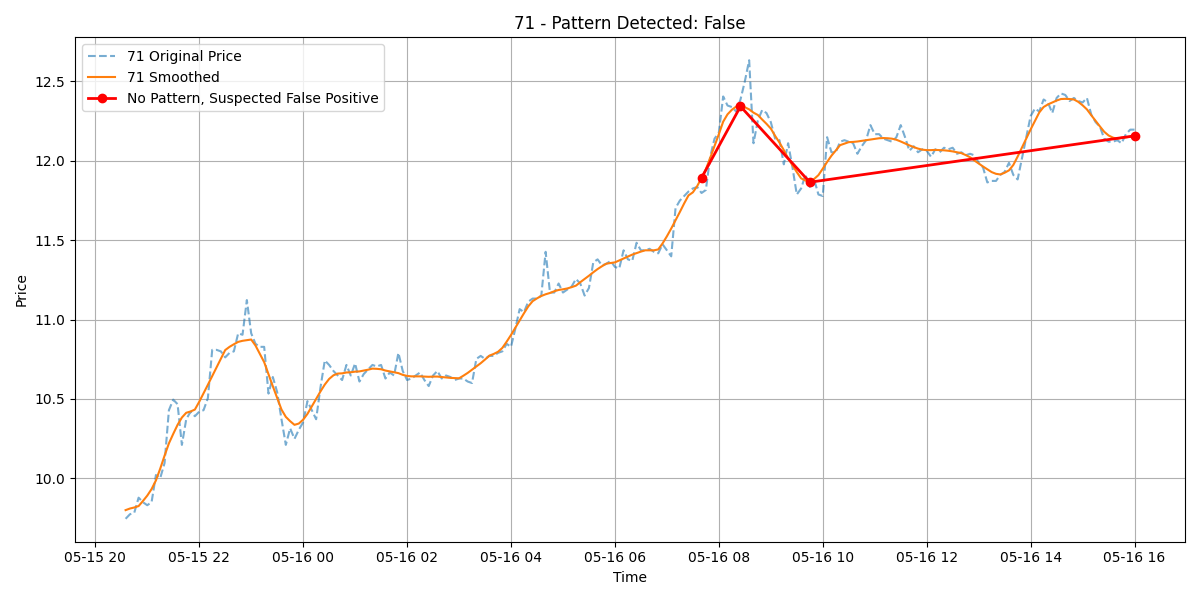 71 - Pattern Detected: False
71 Original Price
71 Smoothed
No Pattern, Suspected False Positive
Price
12.5
12.0
11.5
11.0
10.5
10.0
05-15 20 05-15 22 05-16 00 05-16 02 05-16 04 05-16 06 05-16 08 05-16 10 05-16 12 05-16 14 05-16 16
Time